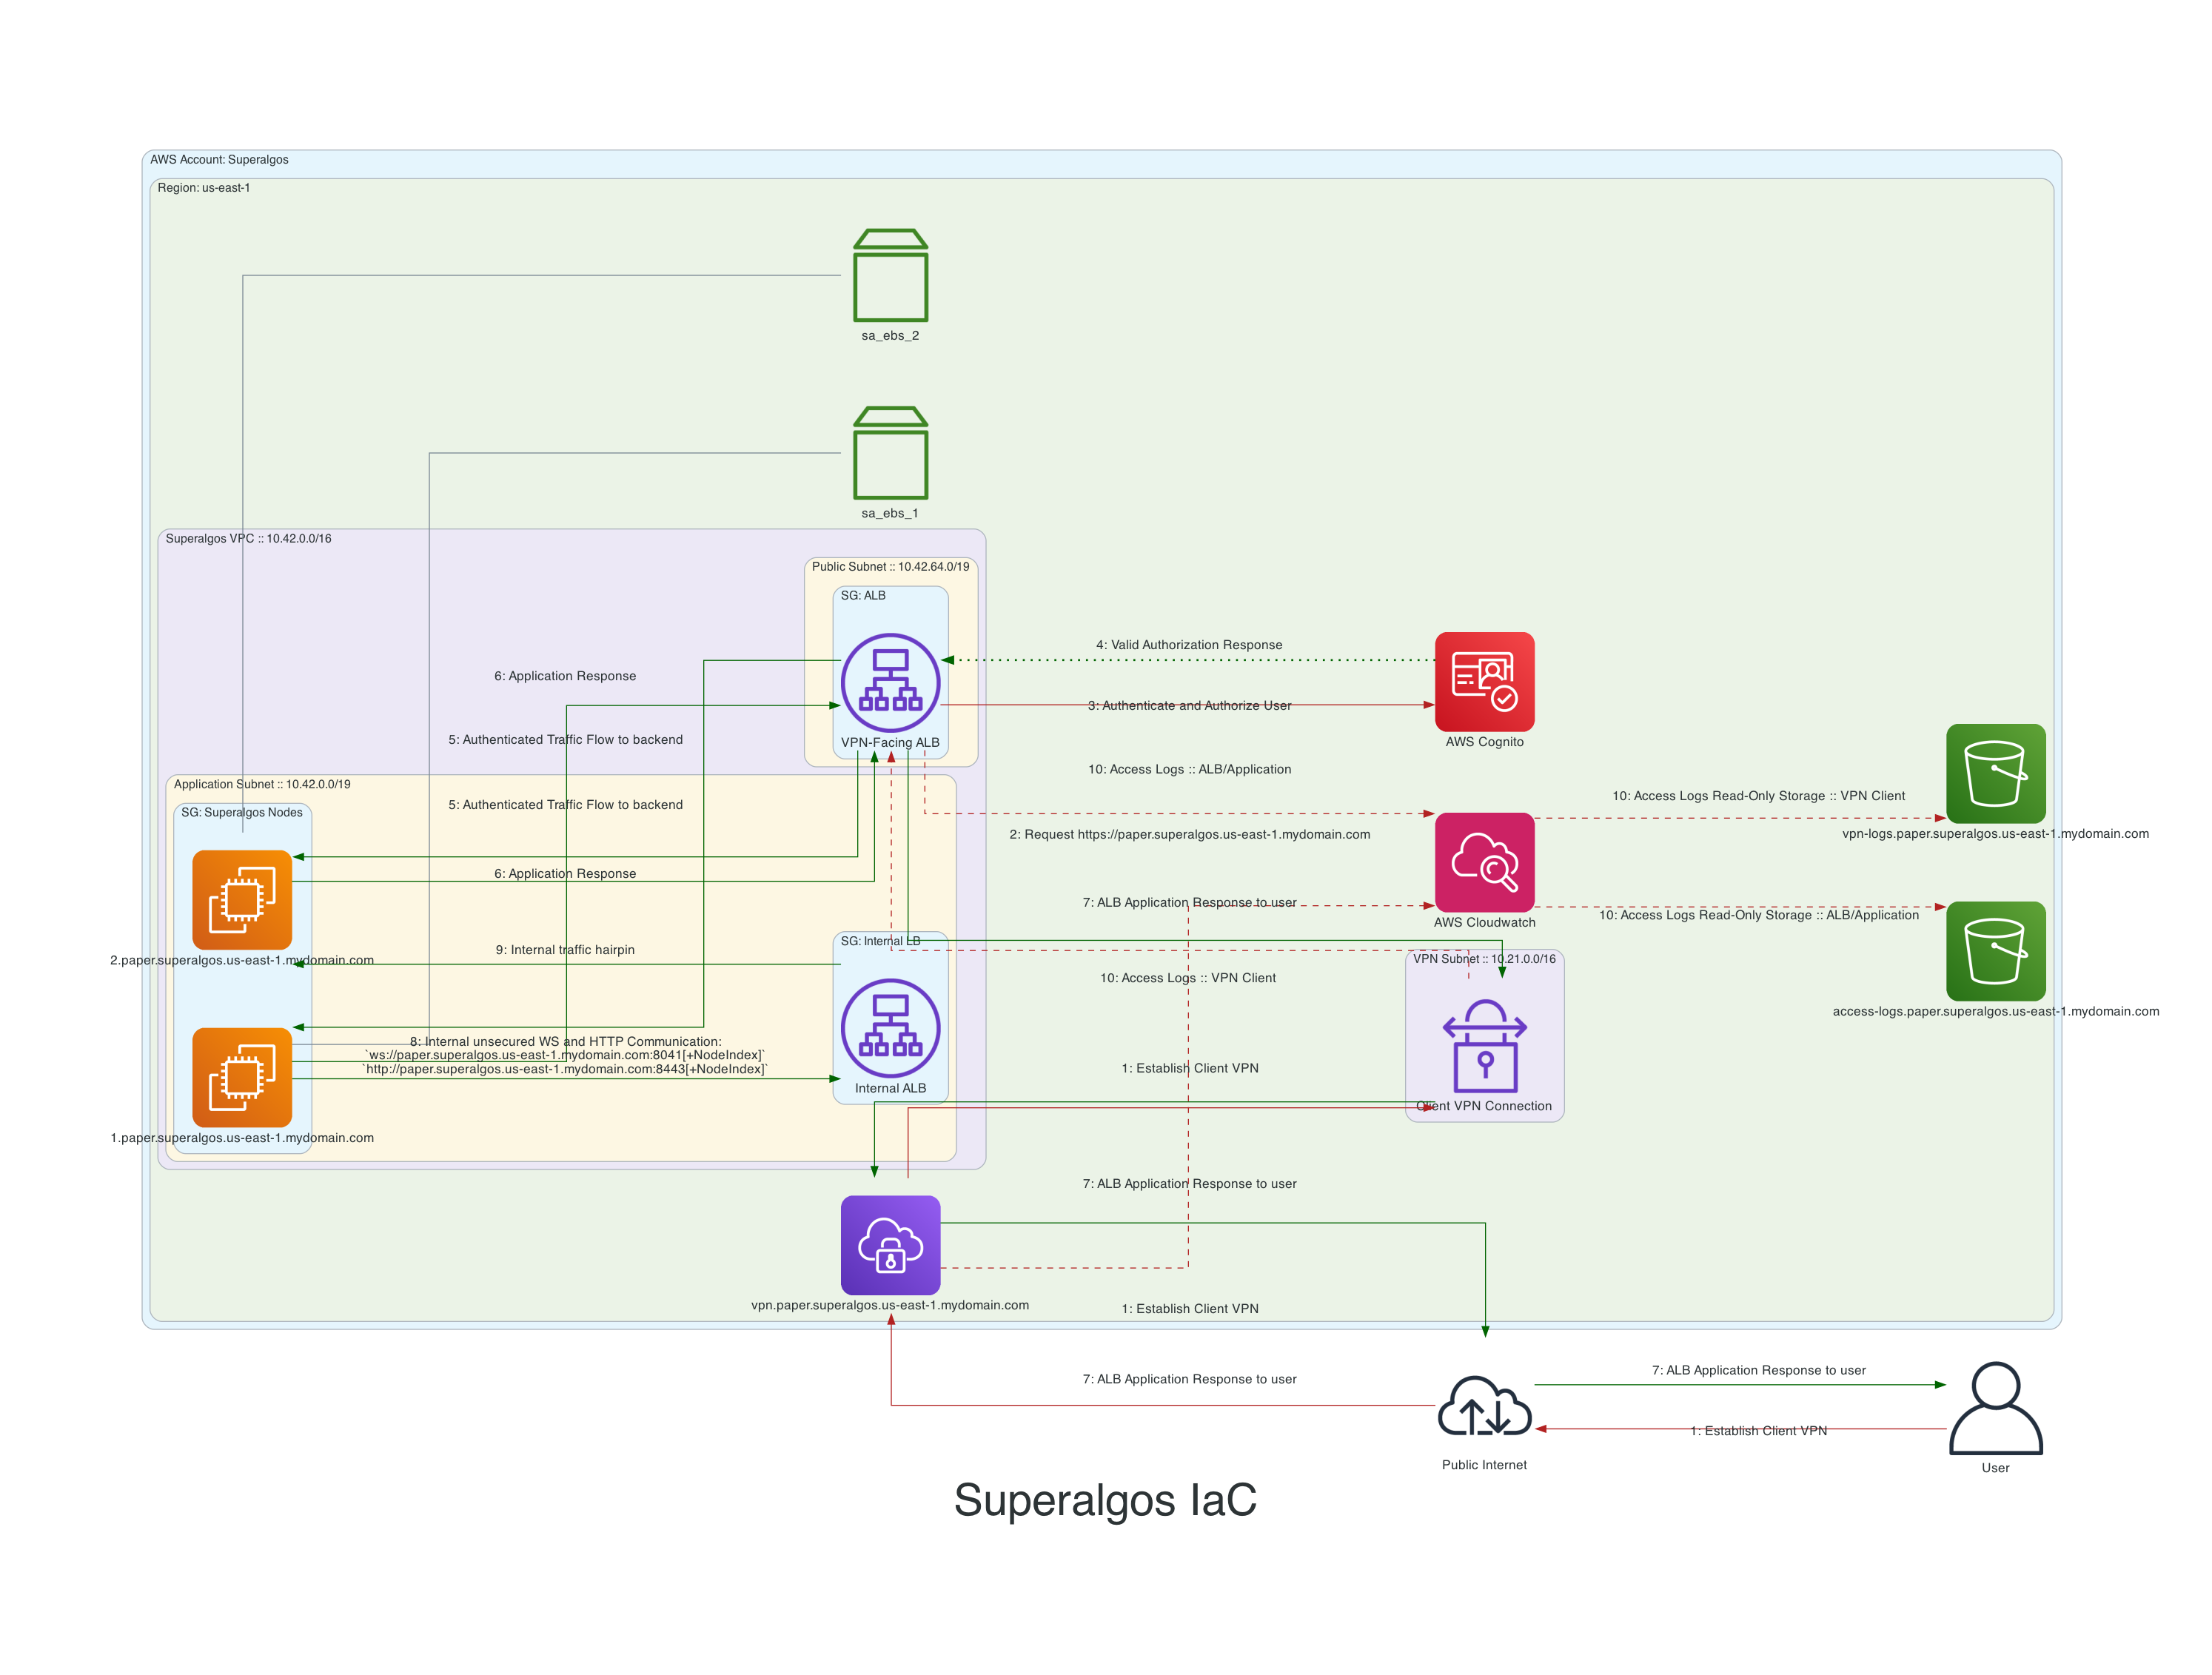 AWS Account: Superalgos
Region: us-east-1
sa_ebs_2
sa_ebs_1
Superalgos VPC :: 10.42.0.0/16
Public Subnet :: 10.42.64.0/19
SG: ALB
4: Valid Authorization Response
6: Application Response
3: Authenticate and Authorize User
5: Authenticated Traffic Flow to backend
VPN-Facing ALB
AWS Cognito
10: Access Logs :: ALB/Application
Application Subnet :: 10.42.0.0/19
10: Access Logs Read-Only Storage :: VPN Client
5: Authenticated Traffic Flow to backend
SG: Superalgos Nodes
2: Request https://paper.superalgos.us-east-1.mydomain.com
vpn-logs.paper.superalgos.us-east-1.mydomain.com
6: Application Response
7: ALB Application Response to user
10: Access Logs Read-Only Storage :: ALB/Application
AWS Cloudwatch
SG: Internal LB
9: Internal traffic hairpin
2.paper.superalgos.us-east-1.mydomain.com
VPN Subnet :: 10.21.0.0/16
10: Access Logs :: VPN Client
access-logs.paper.superalgos.us-east-1.mydomain.com
8: Internal unsecured WS and HTTP Communication:
`ws://paper.superalgos.us-east-1.mydomain.com:8041[+NodeIndex]`
`http://paper.superalgos.us-east-1.mydomain.com:8443[+NodeIndex]`
1: Establish Client VPN
Internal ALB
Client VPN Connection
1.paper.superalgos.us-east-1.mydomain.com
7: ALB Application Response to user
vpn.paper.superalgos.us-east-1.mydomain.com
1: Establish Client VPN
7: ALB Application Response to user
7: ALB Application Response to user
1: Establish Client VPN
Public Internet
User
Superalgos IaC